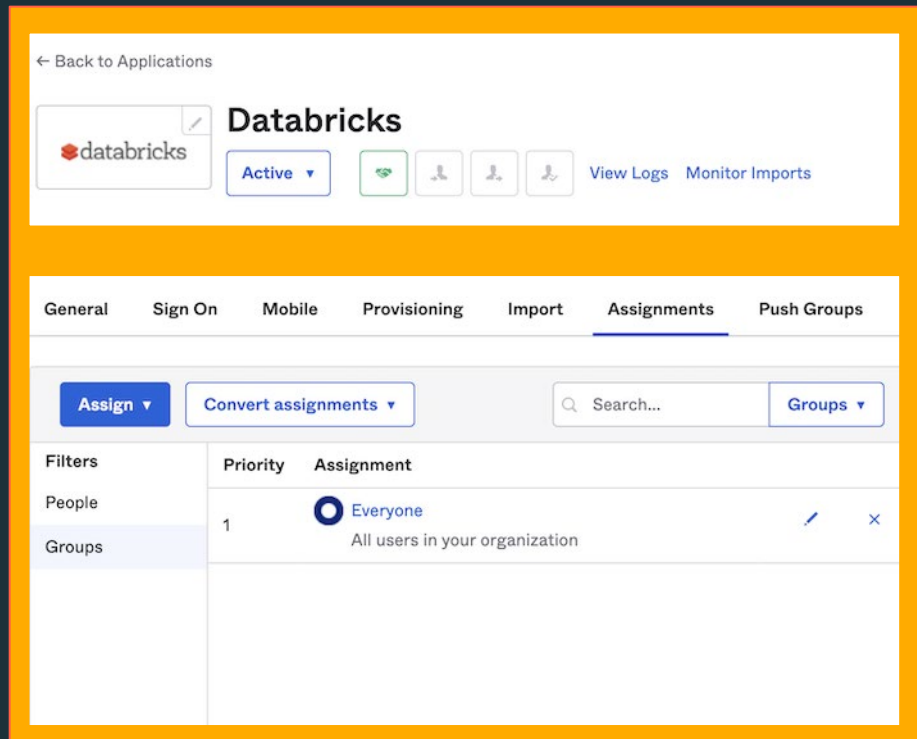 ← Back to Applications
databricks
Databricks
Active ▼
View Logs Monitor Imports
General Sign On Mobile Provisioning Import Assignments Push Groups
Assign ▼ Convert assignments ▼ Search... Groups ▼
Filters Priority Assignment
People
Groups
1 Everyone
All users in your organization